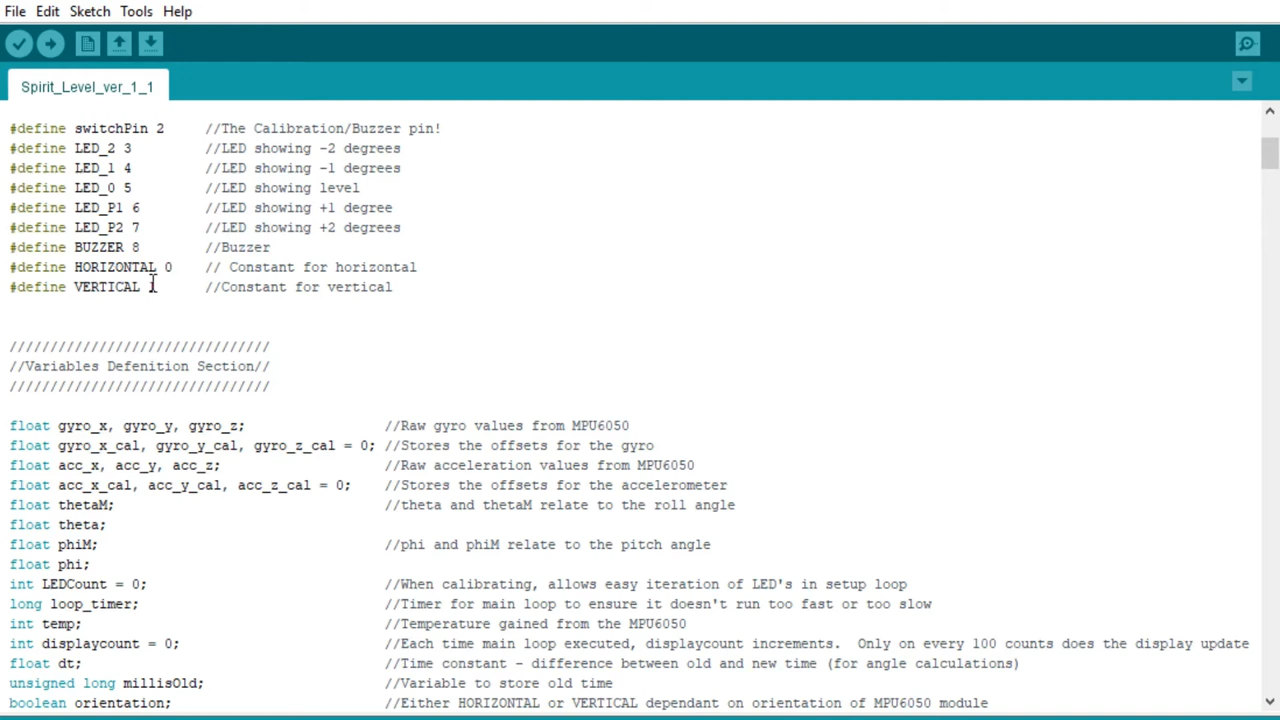 File Edit Sketch Tools Help
Spirit_Level_ver_1_1
#define switchPin 2 //The Calibration/Buzzer pin!
#define LED_2 3 //LED showing -2 degrees
#define LED_1 4 //LED showing -1 degrees
#define LED_0 5 //LED showing level
#define LED_P1 6 //LED showing +1 degree
#define LED_P2 7 //LED showing +2 degrees
#define BUZZER 8 //Buzzer
#define HORIZONTAL 0 // Constant for horizontal
#define VERTICAL 1 //Constant for vertical
////////////////////////////////
//Variables Defenition Section//
////////////////////////////////
float gyro_x, gyro_y, gyro_z; //Raw gyro values from MPU6050
float gyro_x_cal, gyro_y_cal, gyro_z_cal = 0; //Stores the offsets for the gyro
float acc_x, acc_y, acc_z; //Raw acceleration values from MPU6050
float acc_x_cal, acc_y_cal, acc_z_cal = 0; //Stores the offsets for the accelerometer
float thetaM; //theta and thetaM relate to the roll angle
float theta;
float phiM; //phi and phiM relate to the pitch angle
float phi;
int LEDCount = 0; //When calibrating, allows easy iteration of LED's in setup loop
long loop_timer; //Timer for main loop to ensure it doesn't run too fast or too slow
int temp; //Temperature gained from the MPU6050
int displaycount = 0; //Each time main loop executed, displaycount increments.  Only on every 100 counts does the display update
float dt; //Time constant - difference between old and new time (for angle calculations)
unsigned long millisOld; //Variable to store old time
boolean orientation; //Either HORIZONTAL or VERTICAL dependant on orientation of MPU6050 module